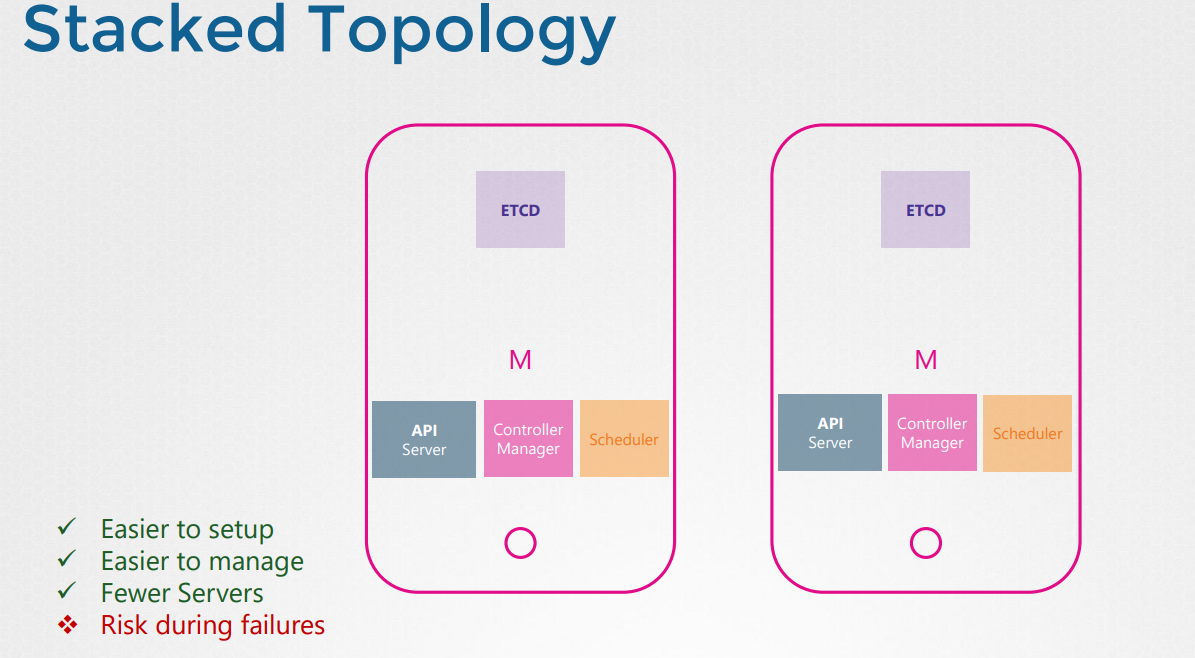 Stacked Topology
ETCD
M
API
Server
Controller
Manager
Scheduler
ETCD
M
API
Server
Controller
Manager
Scheduler
Easier to setup
Easier to manage
Fewer Servers
Risk during failures